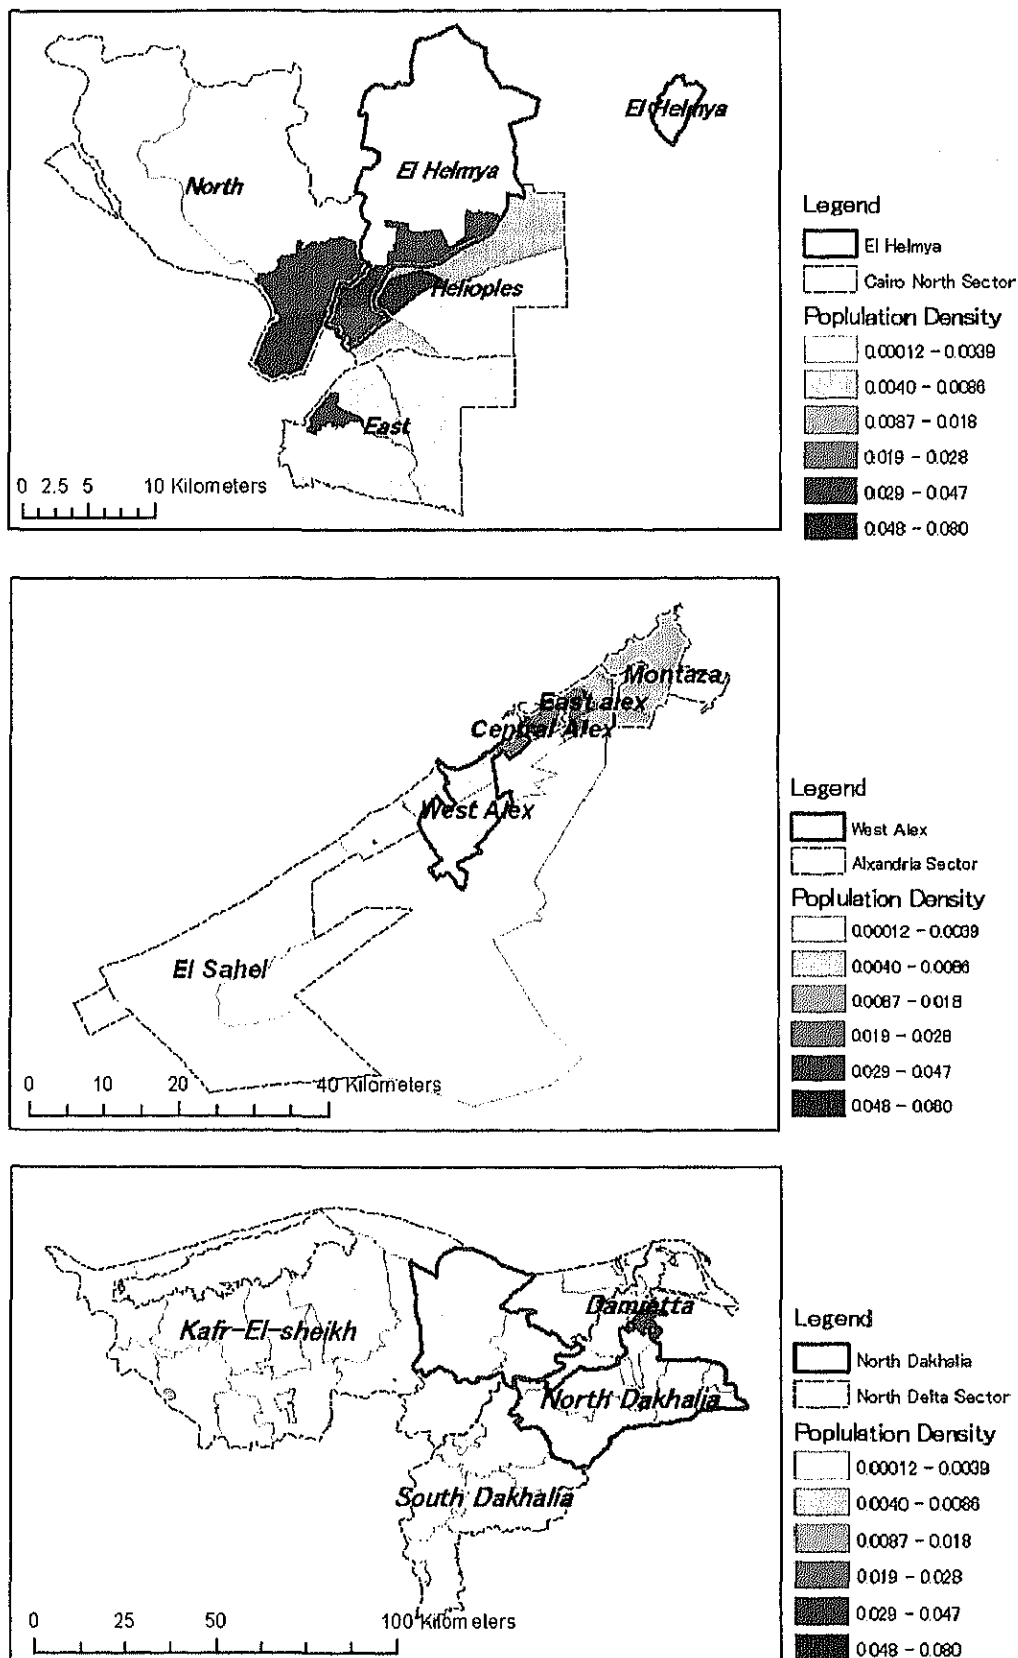 El Helmya
El Helmya
North
Helioples
East
0 2.5 5 10 Kilometers
Legend
El Helmya
Cairo North Sector
Poplulation Density
0.00012 - 0.0039
0.0040 - 0.0086
0.0087 - 0.018
0.019 - 0.028
0.029 - 0.047
0.048 - 0.080
Montaza
East alex
Central Alex
West Alex
El Sahel
0 10 20 40 Kilometers
Legend
West Alex
Alxandria Sector
Poplulation Density
0.00012 - 0.0039
0.0040 - 0.0086
0.0087 - 0.018
0.019 - 0.028
0.029 - 0.047
0.048 - 0.080
Damietta
Kafr-El-sheikh
North Dakhalia
South Dakhalia
0 25 50 100 Kilometers
Legend
North Dakhalia
North Delta Sector
Poplulation Density
0.00012 - 0.0039
0.0040 - 0.0086
0.0087 - 0.018
0.019 - 0.028
0.029 - 0.047
0.048 - 0.080